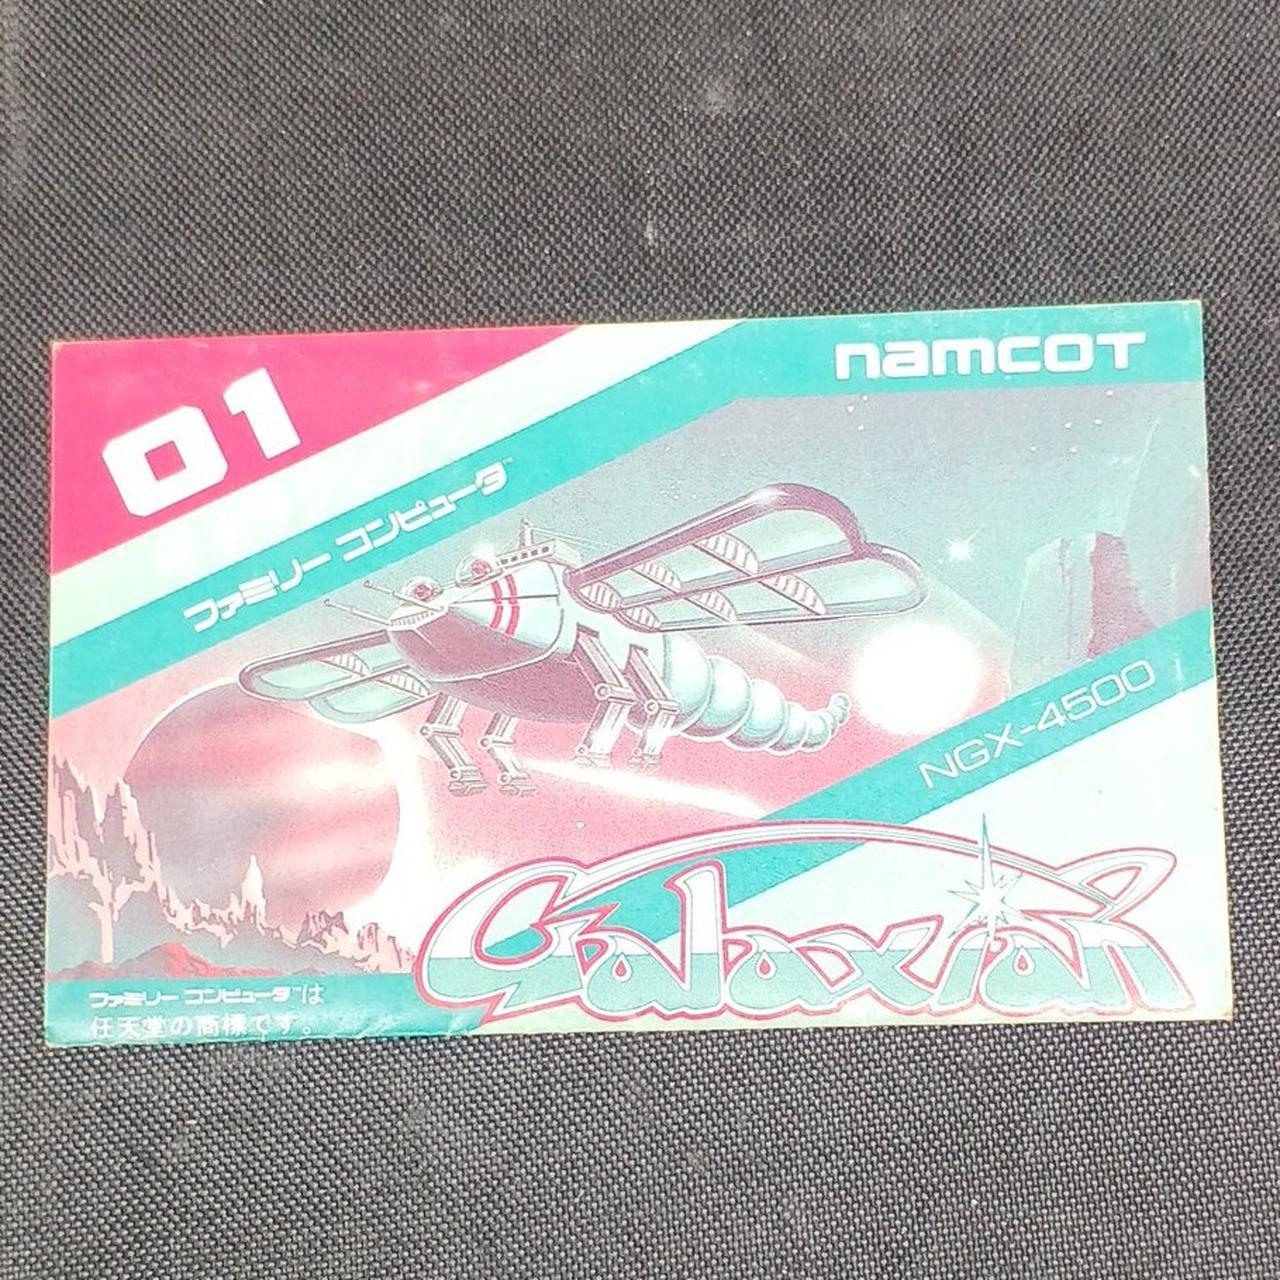 01
namcot
ファミリー コンピュータ™
NGX-4500
Galaxian
ファミリー コンピュータ™は
任天堂の商標です。